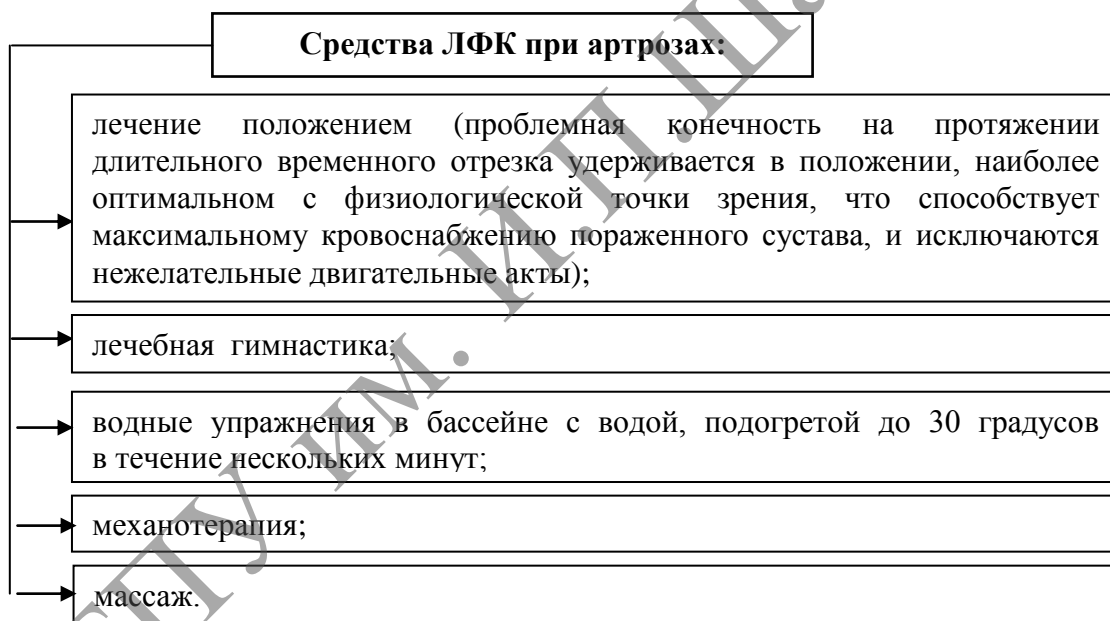 Средства ЛФК при артрозах:
лечение положением (проблемная конечность на протяжении
длительного временного отрезка удерживается в положении, наиболее
оптимальном с физиологической точки зрения, что способствует
максимальному кровоснабжению пораженного сустава, и исключаются
нежелательные двигательные акты);
лечебная гимнастика;
водные упражнения в бассейне с водой, подогретой до 30 градусов
в течение нескольких минут;
механотерапия;
массаж.
ПУ им. И.П.Ш